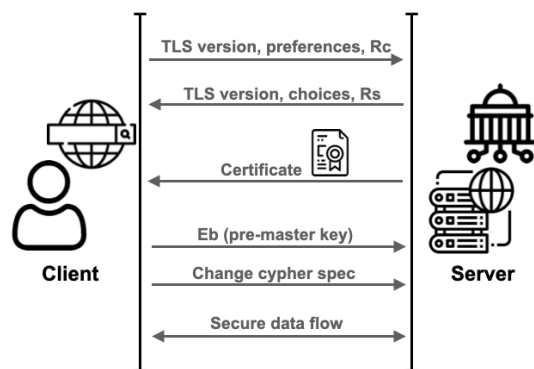 TLS version, preferences, Rc
TLS version, choices, Rs
Certificate
Eb (pre-master key)
Client
Change cypher spec
Server
Secure data flow